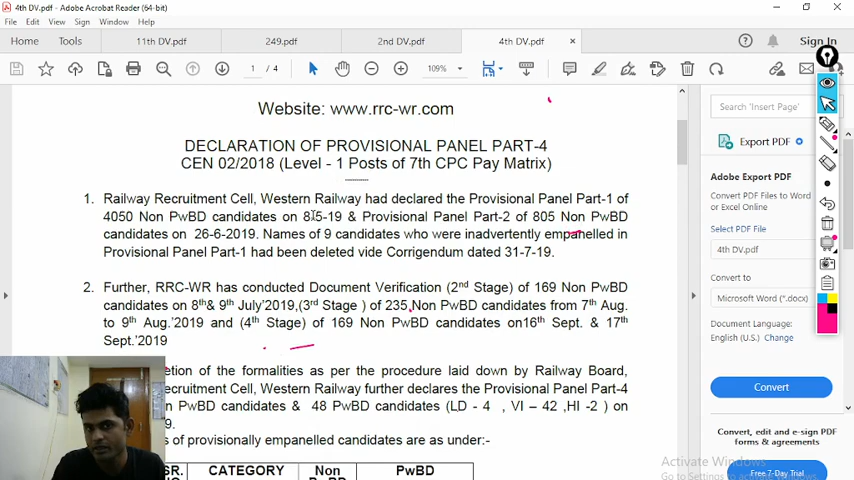 4th DV.pdf - Adobe Acrobat Reader (64-bit)
File Edit View Sign Window Help
Home Tools 11th DV.pdf 249.pdf 2nd DV.pdf 4th DV.pdf × Sign In
1 / 4 109%
Website: www.rrc-wr.com
DECLARATION OF PROVISIONAL PANEL PART-4
CEN 02/2018 (Level - 1 Posts of 7th CPC Pay Matrix)
1. Railway Recruitment Cell, Western Railway had declared the Provisional Panel Part-1 of
4050 Non PwBD candidates on 8-5-19 & Provisional Panel Part-2 of 805 Non PwBD
candidates on 26-6-2019. Names of 9 candidates who were inadvertently empanelled in
Provisional Panel Part-1 had been deleted vide Corrigendum dated 31-7-19.
2. Further, RRC-WR has conducted Document Verification (2nd Stage) of 169 Non PwBD
candidates on 8th& 9th July'2019,(3rd Stage ) of 235 Non PwBD candidates from 7th Aug.
to 9th Aug.'2019 and (4th Stage) of 169 Non PwBD candidates on16th Sept. & 17th
Sept.'2019
etion of the formalities as per the procedure laid down by Railway Board,
ecruitment Cell, Western Railway further declares the Provisional Panel Part-4
n PwBD candidates & 48 PwBD candidates (LD - 4 , VI – 42 ,HI -2 ) on
9.
s of provisionally empanelled candidates are as under:-
SR. CATEGORY Non PwBD
PwBD
Search 'Insert Page'
Export PDF
Adobe Export PDF
Convert PDF Files to Word
or Excel Online
Select PDF File
4th DV.pdf
Convert to
Microsoft Word (*.docx)
Document Language:
English (U.S.) Change
Convert
Convert, edit and e-sign PDF
forms & agreements
Free 7-Day Trial
Activate Windows
Go to Settings to activate Windows.